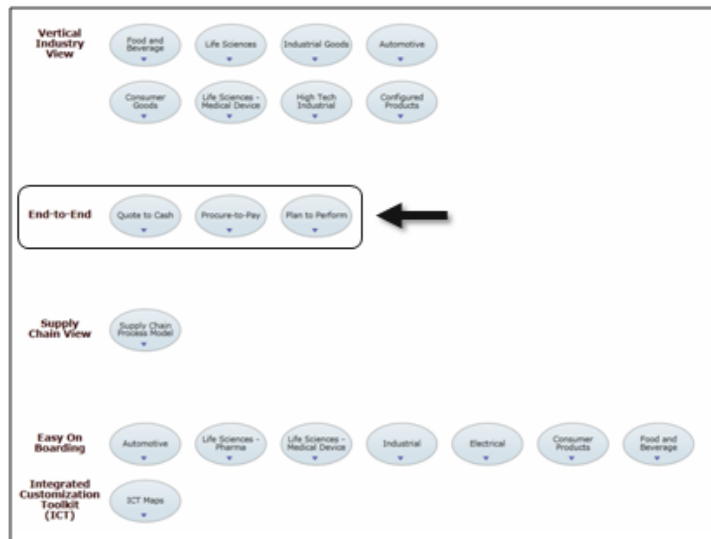 Vertical
Industry
View
Food and
Beverage
Life Sciences
Industrial Goods
Automotive
Consumer
Goods
Life Sciences -
Medical Device
High Tech
Industrial
Configured
Products
End-to-End
Quote to Cash
Procure-to-Pay
Plan to Perform
Supply
Chain View
Supply Chain
Process Model
Easy On
Boarding
Automotive
Life Sciences -
Pharma
Life Sciences -
Medical Device
Industrial
Electrical
Consumer
Products
Food and
Beverage
Integrated
Customization
Toolkit
(ICT)
ICT Maps